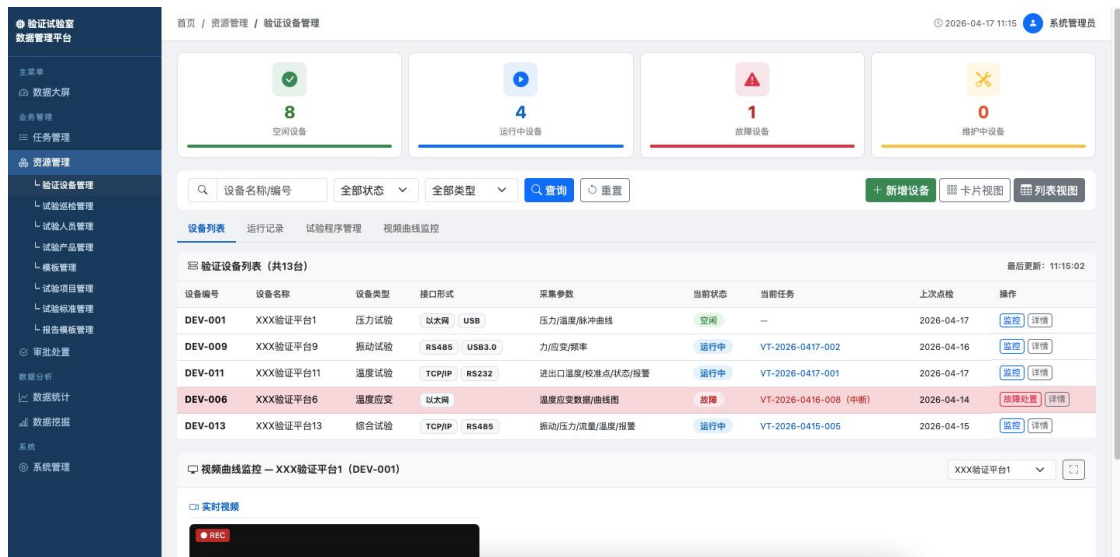 验证试验室
数据管理平台
主菜单
数据大屏
业务管理
任务管理
资源管理
验证设备管理
试验巡检管理
试验人员管理
试验产品管理
模板管理
试验项目管理
试验标准管理
报告模板管理
审批处置
数据分析
数据统计
数据挖掘
系统
系统管理
首页 / 资源管理 / 验证设备管理
2026-04-17 11:15 系统管理员
8
空闲设备
4
运行中设备
1
故障设备
0
维护中设备
设备名称/编号 全部状态 全部类型 查询 重置 + 新增设备 卡片视图 列表视图
设备列表 运行记录 试验程序管理 视频曲线监控
验证设备列表（共13台） 最后更新：11:15:02
设备编号 设备名称 设备类型 接口形式 采集参数 当前状态 当前任务 上次点检 操作
DEV-001 XXX验证平台1 压力试验 以太网 USB 压力/温度/脉冲曲线 空闲 — 2026-04-17 监控 详情
DEV-009 XXX验证平台9 振动试验 RS485 USB3.0 力/应变/频率 运行中 VT-2026-0417-002 2026-04-16 监控 详情
DEV-011 XXX验证平台11 温度试验 TCP/IP RS232 进出口温度/校准点/状态/报警 运行中 VT-2026-0417-001 2026-04-17 监控 详情
DEV-006 XXX验证平台6 温度应变 以太网 温度应变数据/曲线图 故障 VT-2026-0416-008（中断） 2026-04-14 故障处置 详情
DEV-013 XXX验证平台13 综合试验 TCP/IP RS485 振动/压力/流量/温度/报警 运行中 VT-2026-0415-005 2026-04-15 监控 详情
视频曲线监控 — XXX验证平台1（DEV-001） XXX验证平台1
实时视频
REC